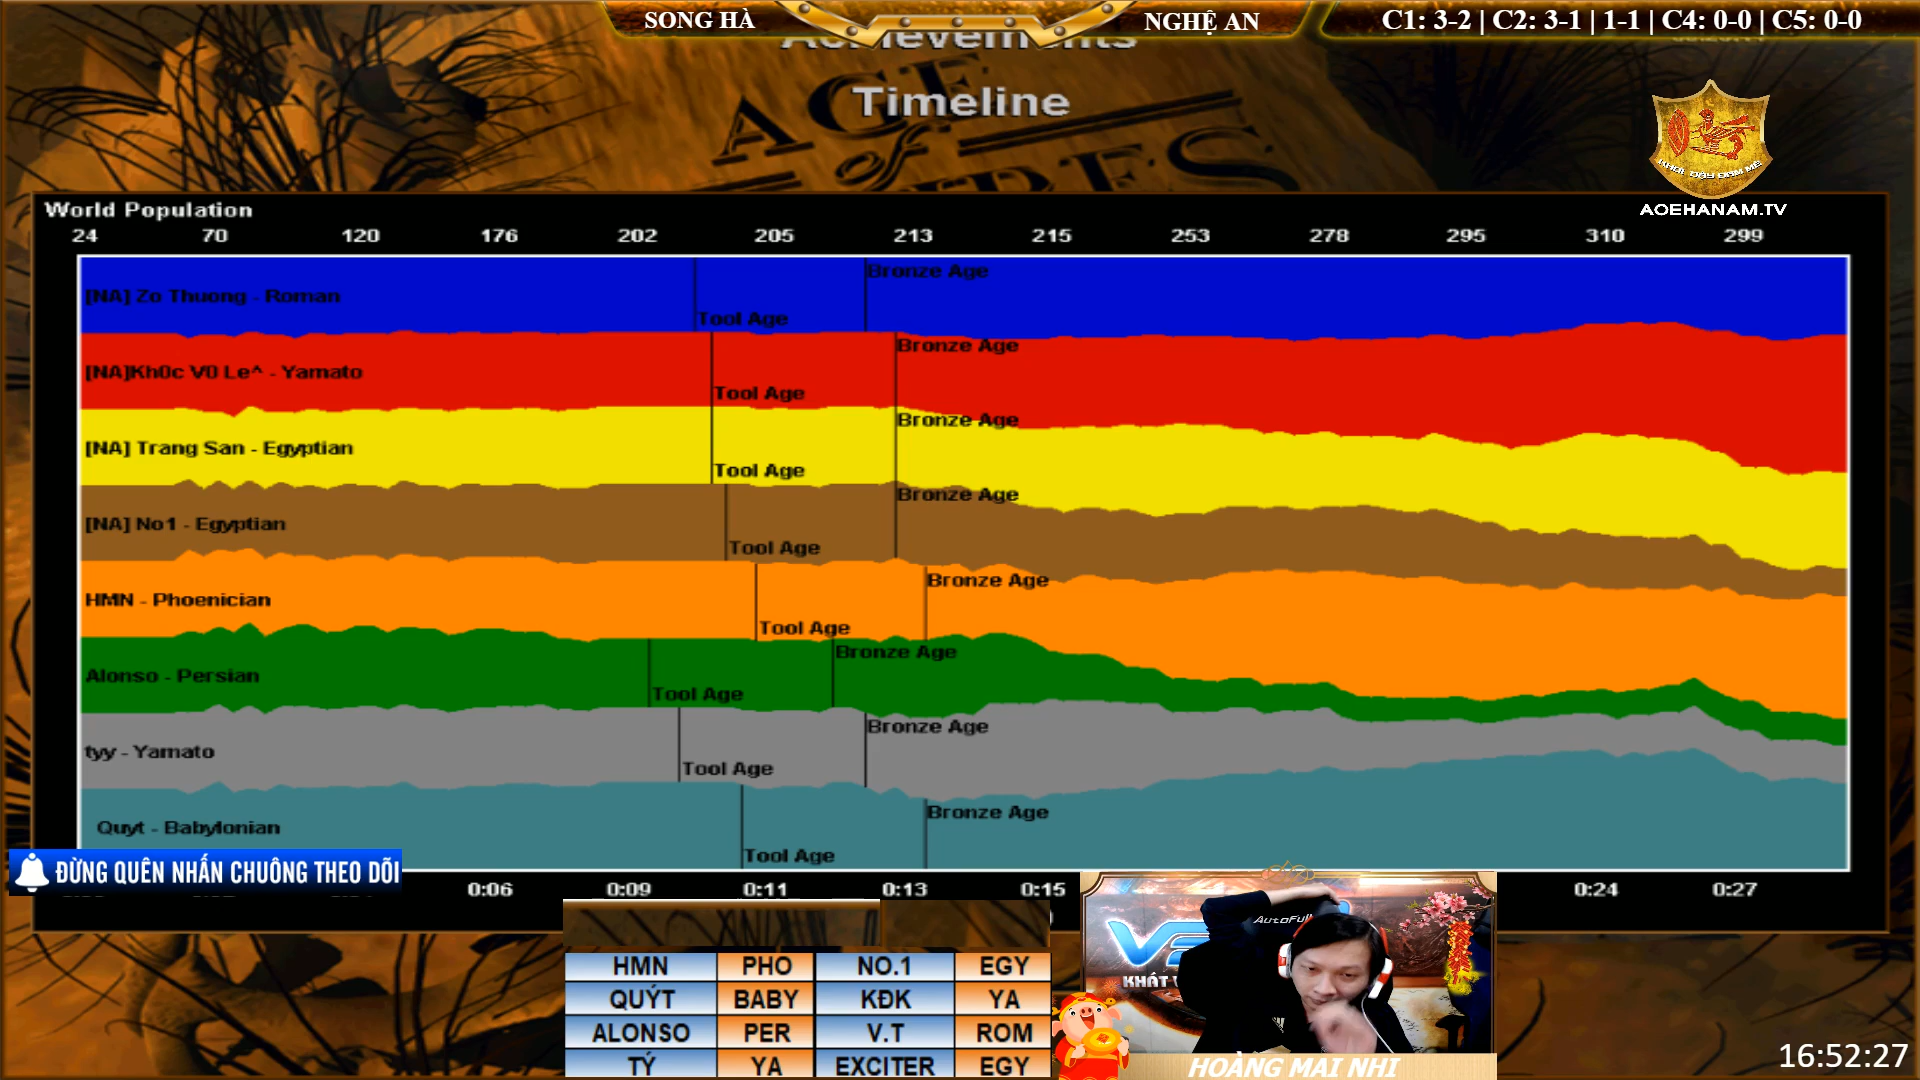 SONG HÀ
NGHỆ AN
C1: 3-2 | C2: 3-1 | 1-1 | C4: 0-0 | C5: 0-0
Achievements
Timeline
AGE
of
AOEHANAM.TV
World Population
24 70 120 176 202 205 213 215 253 278 295 310 299
Bronze Age
[NA] Zo Thuong - Roman
Tool Age
Bronze Age
[NA]Kh0c V0 Le^ - Yamato
Tool Age
Bronze Age
[NA] Trang San - Egyptian
Tool Age
Bronze Age
[NA] No1 - Egyptian
Tool Age
Bronze Age
HMN - Phoenician
Tool Age
Bronze Age
Alonso - Persian
Tool Age
Bronze Age
tyy - Yamato
Tool Age
Bronze Age
Quyt - Babylonian
Tool Age
ĐỪNG QUÊN NHẤN CHUÔNG THEO DÕI
0:06 0:09 0:11 0:13 0:15 0:24 0:27
HMN PHO NO.1 EGY
QUÝT BABY KĐK YA
ALONSO PER V.T ROM
TÝ YA EXCITER EGY
AutoFull
KHÁT
HOÀNG MAI NHI
16:52:27